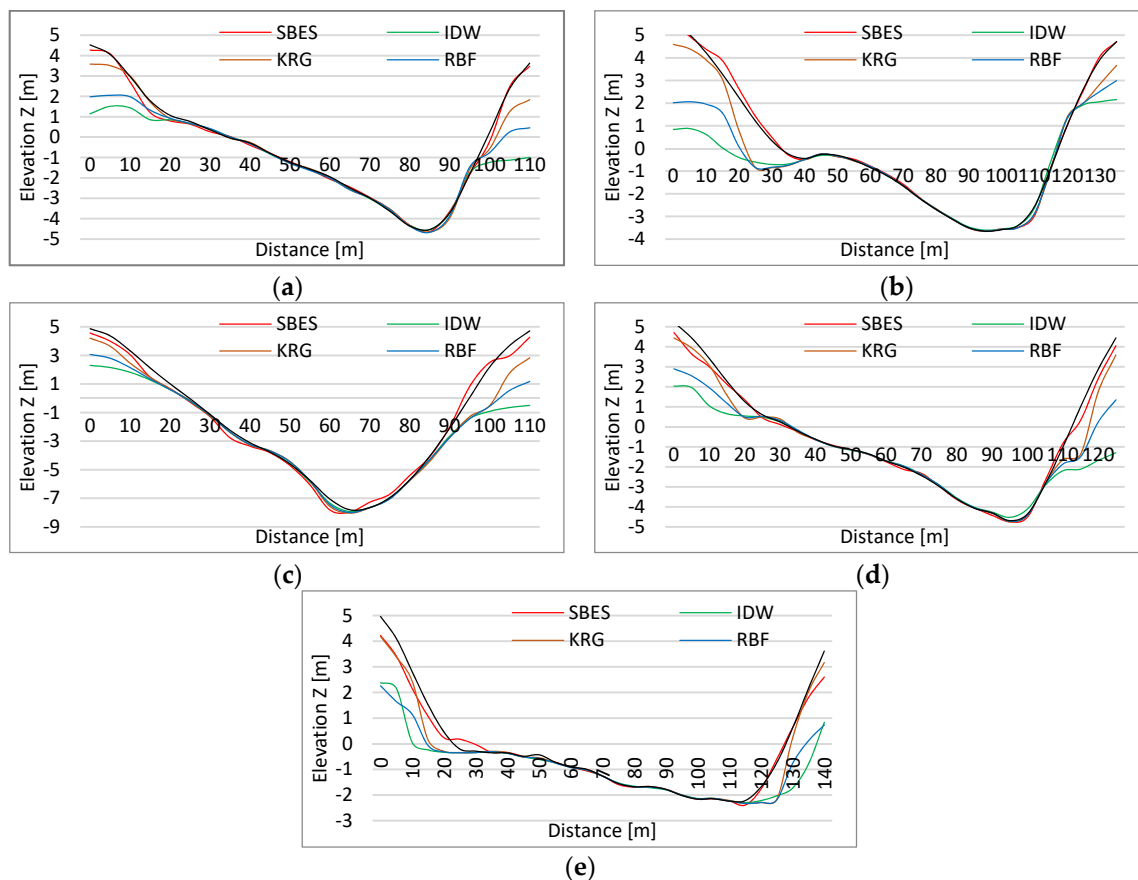 5
4
3
2
1
0
-1
-2
-3
-4
-5
Elevation Z [m]
SBES IDW
KRG RBF
0 10 20 30 40 50 60 70 80 90 100 110
Distance [m]
(a)
5
4
3
2
1
0
-1
-2
-3
-4
Elevation Z [m]
SBES IDW
KRG RBF
0 10 20 30 40 50 60 70 80 90 100 110 120 130
Distance [m]
(b)
5
3
1
-1
-3
-5
-7
-9
Elevation Z [m]
SBES IDW
KRG RBF
0 10 20 30 40 50 60 70 80 90 100 110
Distance [m]
(c)
5
4
3
2
1
0
-1
-2
-3
-4
-5
Elevation Z [m]
SBES IDW
KRG RBF
0 10 20 30 40 50 60 70 80 90 100 110 120
Distance [m]
(d)
5
4
3
2
1
0
-1
-2
-3
Elevation Z [m]
SBES IDW
KRG RBF
0 10 20 30 40 50 60 70 80 90 100 110 120 130 140
Distance [m]
(e)